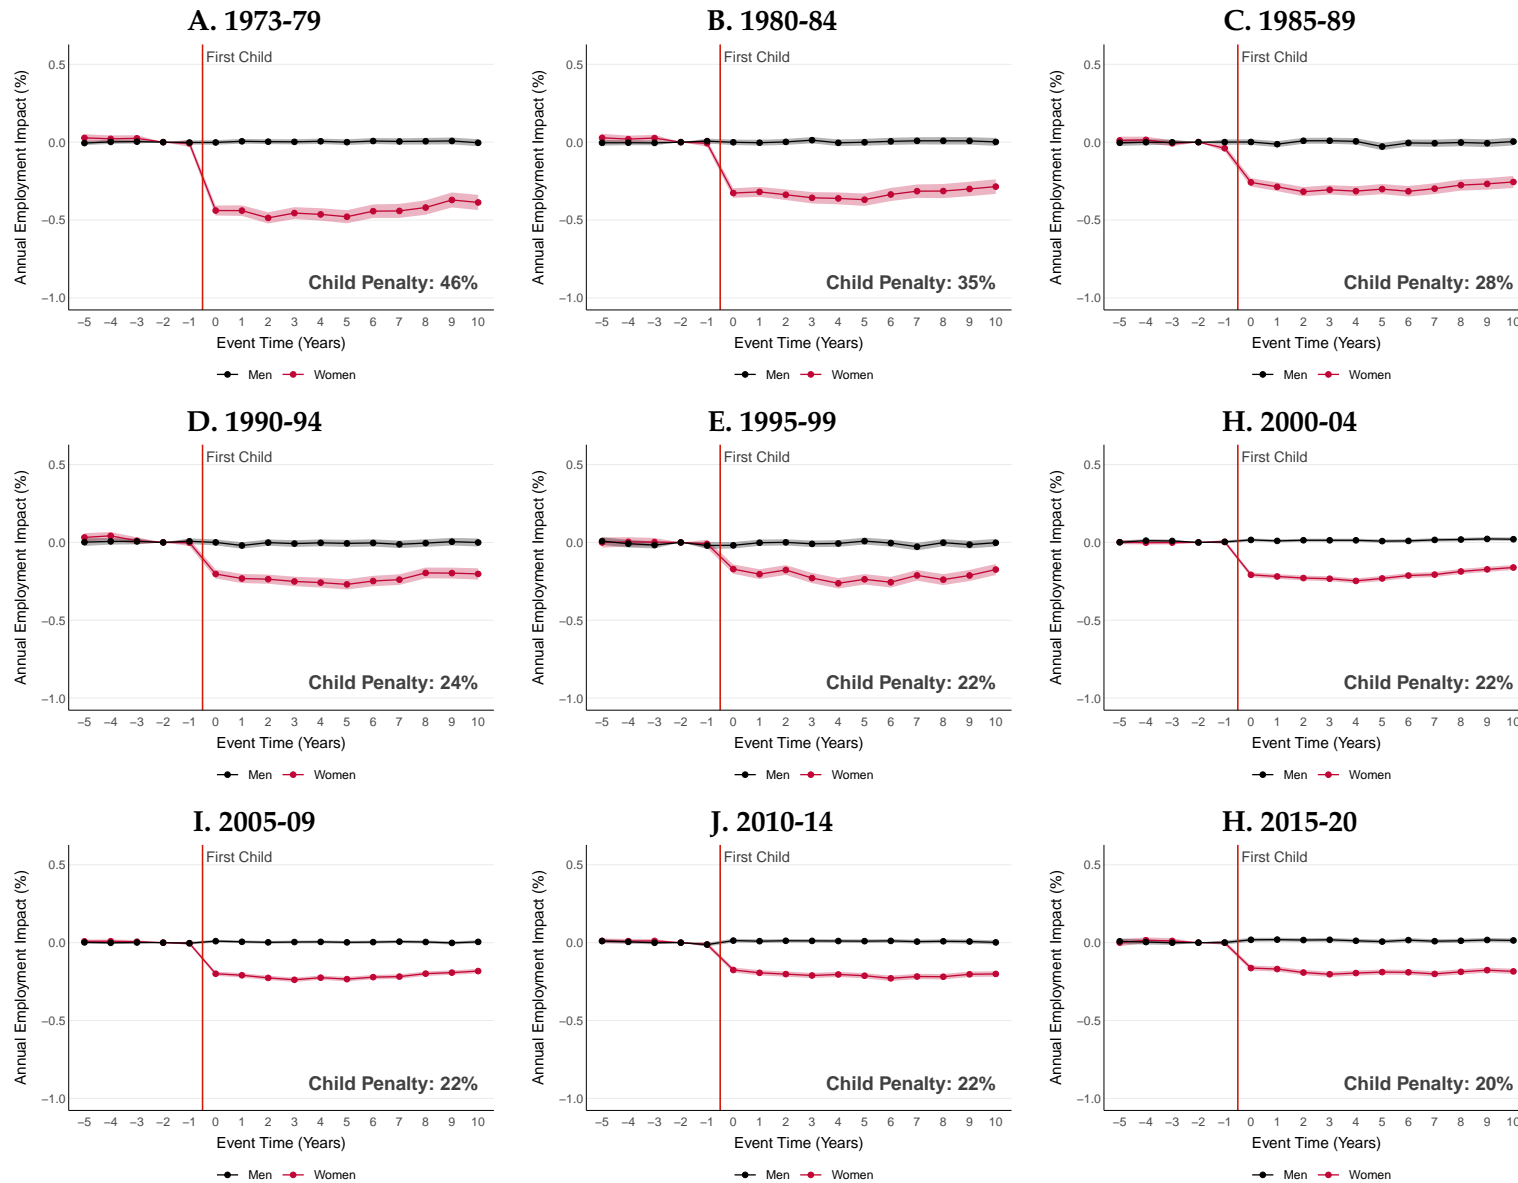 A. 1973-79
First Child
Annual Employment Impact (%)
0.5
0.0
−0.5
−1.0
Child Penalty: 46%
−5 −4 −3 −2 −1 0 1 2 3 4 5 6 7 8 9 10
Event Time (Years)
Men Women
B. 1980-84
First Child
Annual Employment Impact (%)
0.5
0.0
−0.5
−1.0
Child Penalty: 35%
−5 −4 −3 −2 −1 0 1 2 3 4 5 6 7 8 9 10
Event Time (Years)
Men Women
C. 1985-89
First Child
Annual Employment Impact (%)
0.5
0.0
−0.5
−1.0
Child Penalty: 28%
−5 −4 −3 −2 −1 0 1 2 3 4 5 6 7 8 9 10
Event Time (Years)
Men Women
D. 1990-94
First Child
Annual Employment Impact (%)
0.5
0.0
−0.5
−1.0
Child Penalty: 24%
−5 −4 −3 −2 −1 0 1 2 3 4 5 6 7 8 9 10
Event Time (Years)
Men Women
E. 1995-99
First Child
Annual Employment Impact (%)
0.5
0.0
−0.5
−1.0
Child Penalty: 22%
−5 −4 −3 −2 −1 0 1 2 3 4 5 6 7 8 9 10
Event Time (Years)
Men Women
H. 2000-04
First Child
Annual Employment Impact (%)
0.5
0.0
−0.5
−1.0
Child Penalty: 22%
−5 −4 −3 −2 −1 0 1 2 3 4 5 6 7 8 9 10
Event Time (Years)
Men Women
I. 2005-09
First Child
Annual Employment Impact (%)
0.5
0.0
−0.5
−1.0
Child Penalty: 22%
−5 −4 −3 −2 −1 0 1 2 3 4 5 6 7 8 9 10
Event Time (Years)
Men Women
J. 2010-14
First Child
Annual Employment Impact (%)
0.5
0.0
−0.5
−1.0
Child Penalty: 22%
−5 −4 −3 −2 −1 0 1 2 3 4 5 6 7 8 9 10
Event Time (Years)
Men Women
H. 2015-20
First Child
Annual Employment Impact (%)
0.5
0.0
−0.5
−1.0
Child Penalty: 20%
−5 −4 −3 −2 −1 0 1 2 3 4 5 6 7 8 9 10
Event Time (Years)
Men Women